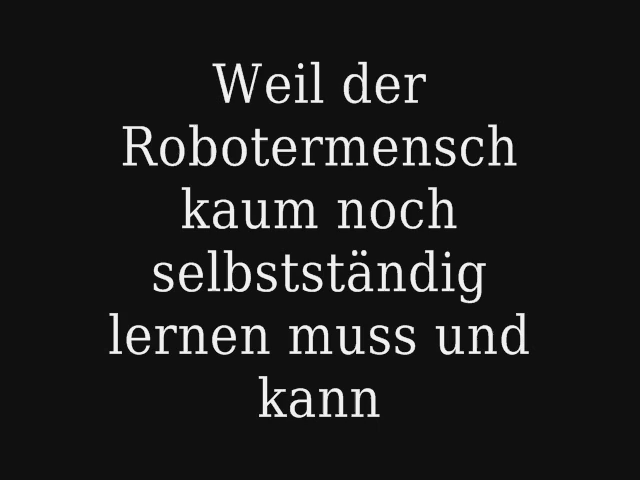 Weil der
Robotermensch
kaum noch
selbstständig
lernen muss und
kann